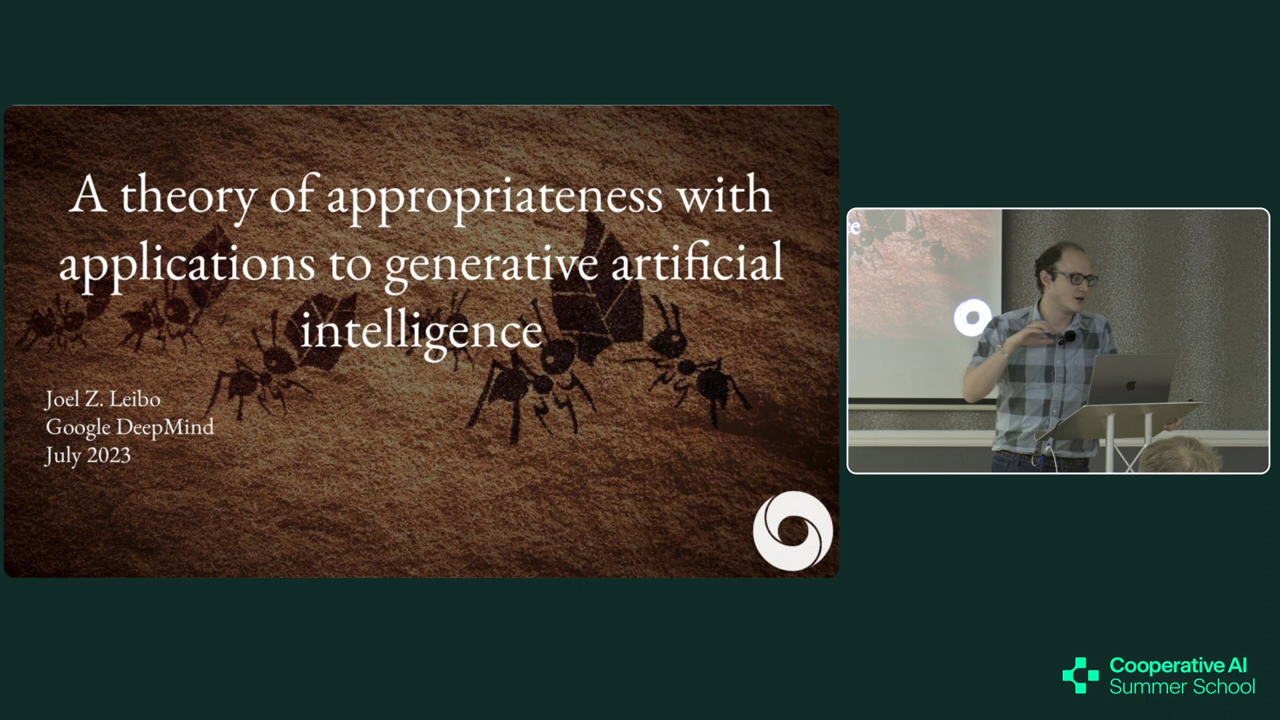 A theory of appropriateness with
applications to generative artificial
intelligence
Joel Z. Leibo
Google DeepMind
July 2023
e
Cooperative AI
Summer School